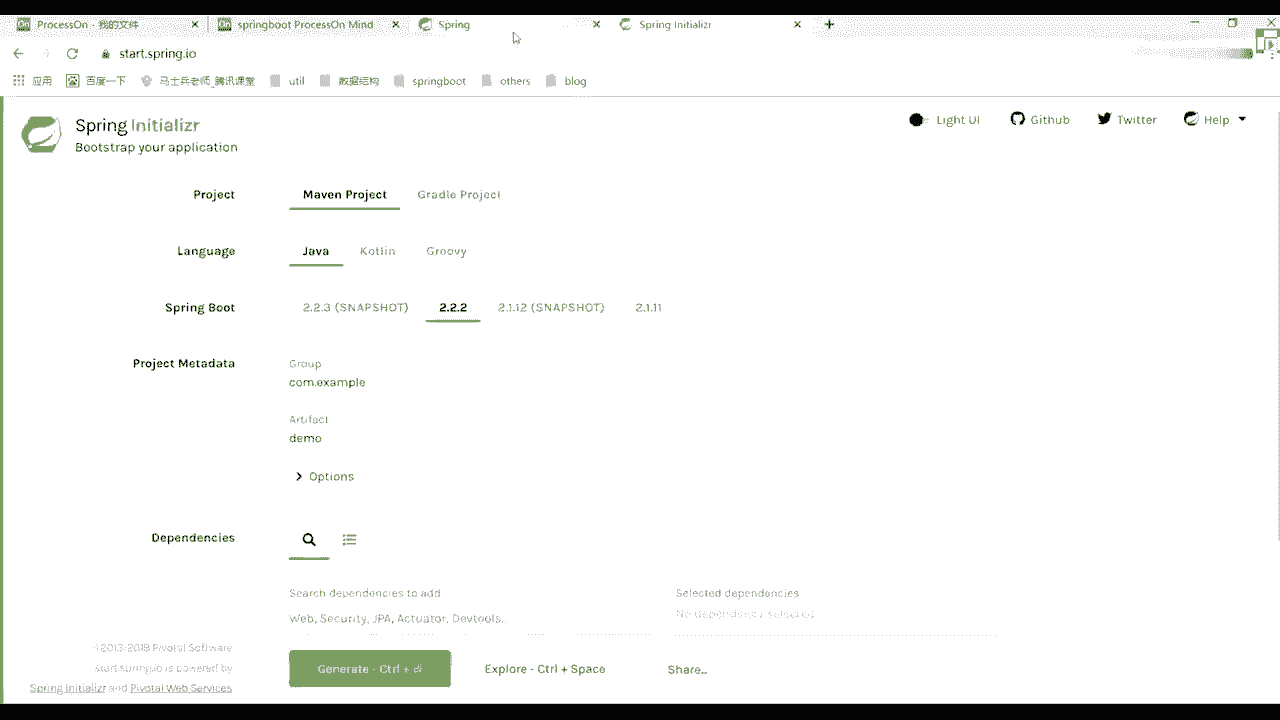 ProcessOn - 我的文件
springboot ProcessOn Mind
Spring
Spring Initializr
start.spring.io
应用
百度一下
马士兵老师_腾讯课堂
util
数据结构
springboot
others
blog
Spring Initializr
Bootstrap your application
Light UI
Github
Twitter
Help
Project
Maven Project
Gradle Project
Language
Java
Kotlin
Groovy
Spring Boot
2.2.3 (SNAPSHOT)
2.2.2
2.1.12 (SNAPSHOT)
2.1.11
Project Metadata
Group
com.example
Artifact
demo
Options
Dependencies
Search dependencies to add
Web, Security, JPA, Actuator, Devtools..
Selected dependencies
No dependency selected
© 2013-2019 Pivotal Software
start.spring.io is powered by
Spring Initializr and Pivotal Web Services
Generate - Ctrl + ⏎
Explore - Ctrl + Space
Share...